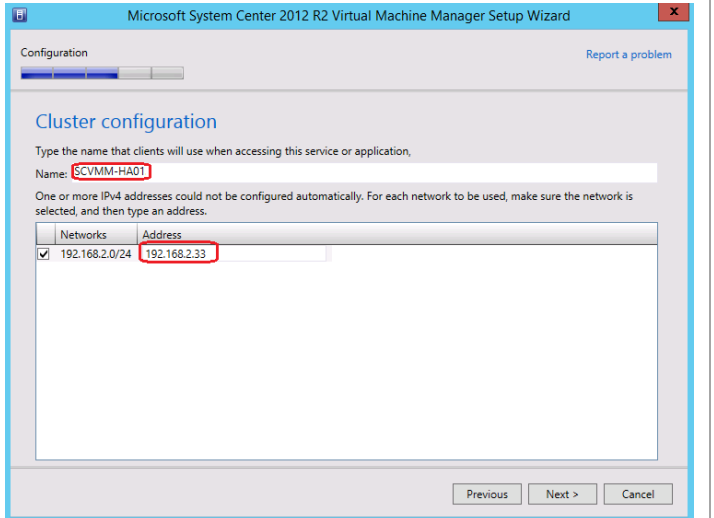 Microsoft System Center 2012 R2 Virtual Machine Manager Setup Wizard
x
Configuration
Report a problem
Cluster configuration
Type the name that clients will use when accessing this service or application,
Name: SCVMM-HA01
One or more IPv4 addresses could not be configured automatically. For each network to be used, make sure the network is
selected, and then type an address.
Networks Address
192.168.2.0/24 192.168.2.33
Previous Next > Cancel